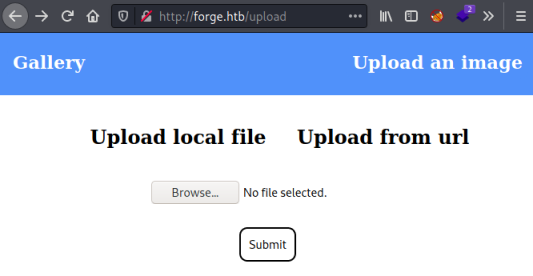 http://forge.htb/upload
2
Gallery Upload an image
Upload local file Upload from url
Browse... No file selected.
Submit